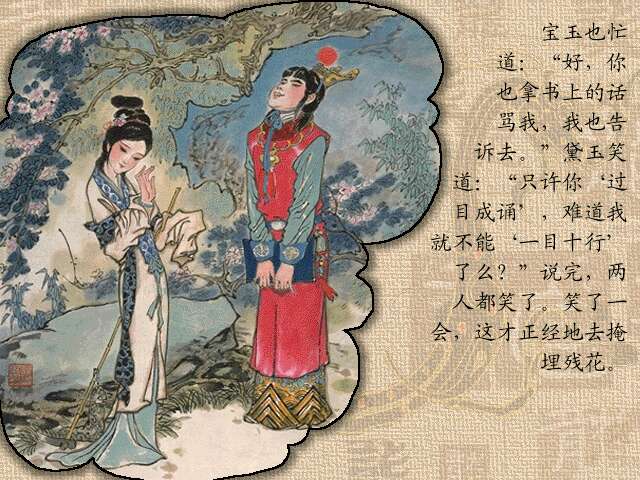 宝玉也忙
道：“好，你
也拿书上的话
骂我，我也告
诉去。”黛玉笑
道：“只许你‘过
目成诵’，难道我
就不能‘一目十行’
了么？”说完，两
人都笑了。笑了一
会，这才正经地去掩
埋残花。